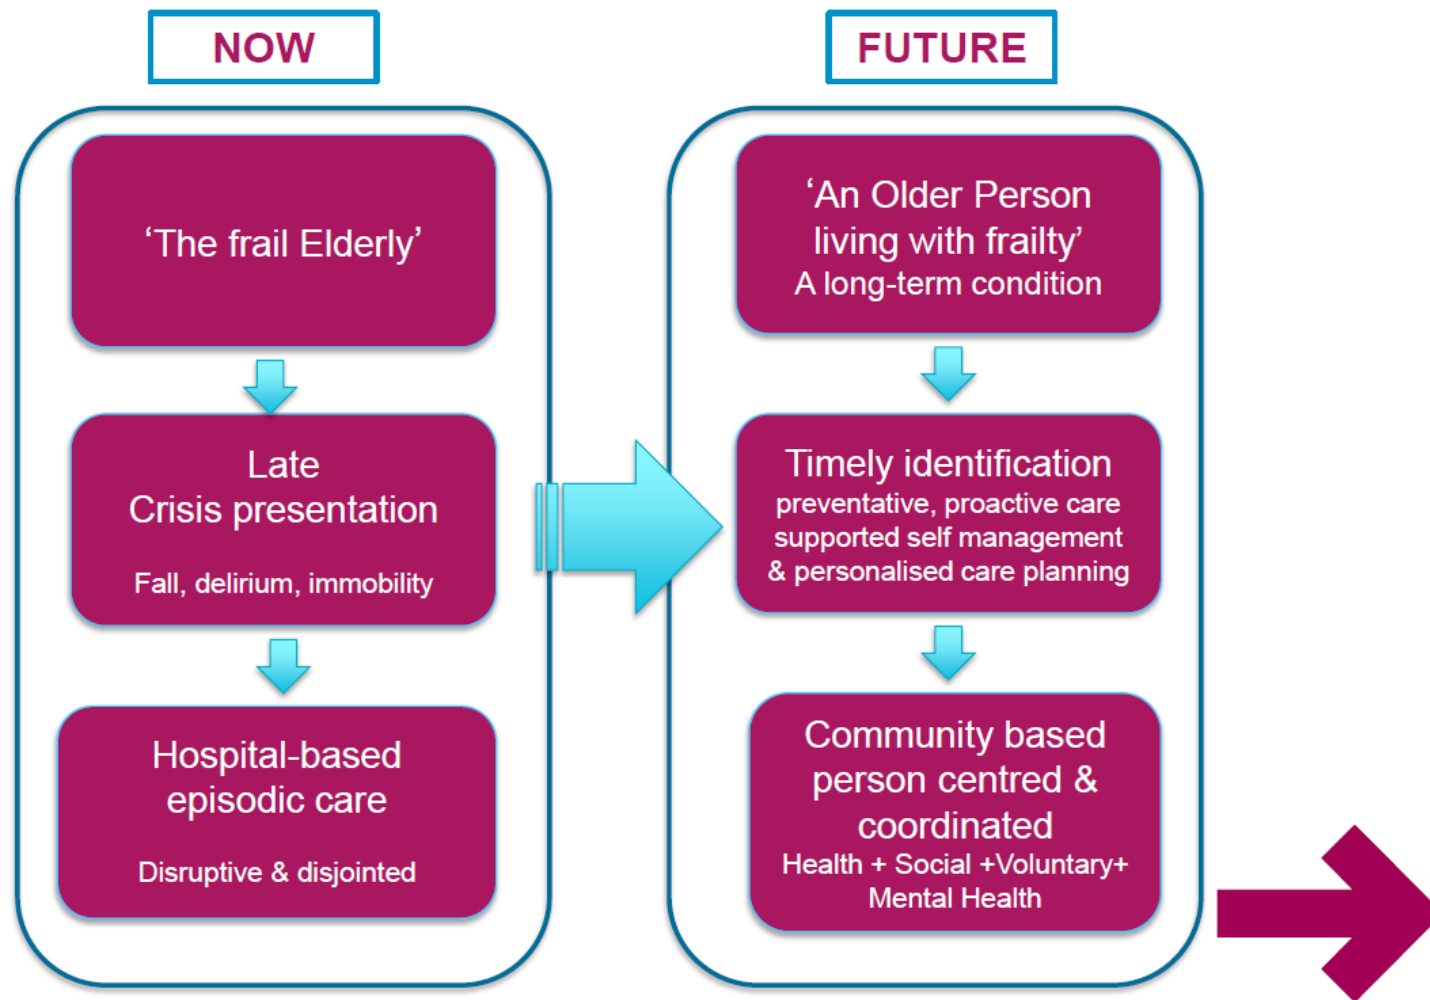 NOW
‘The frail Elderly’
Late
Crisis presentation
Fall, delirium, immobility
Hospital-based
episodic care
Disruptive & disjointed
FUTURE
‘An Older Person
living with frailty’
A long-term condition
Timely identification
preventative, proactive care
supported self management
& personalised care planning
Community based
person centred &
coordinated
Health + Social +Voluntary+
Mental Health